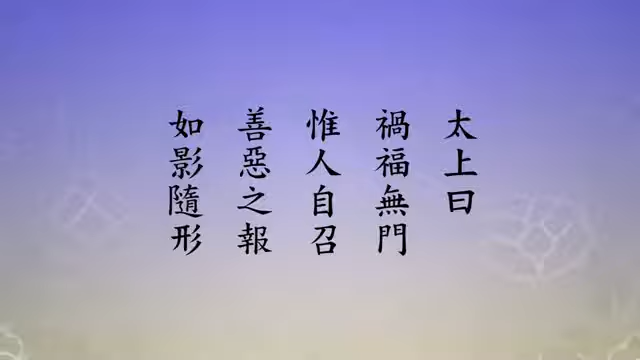 太上曰
禍福無門
惟人自召
善惡之報
如影隨形